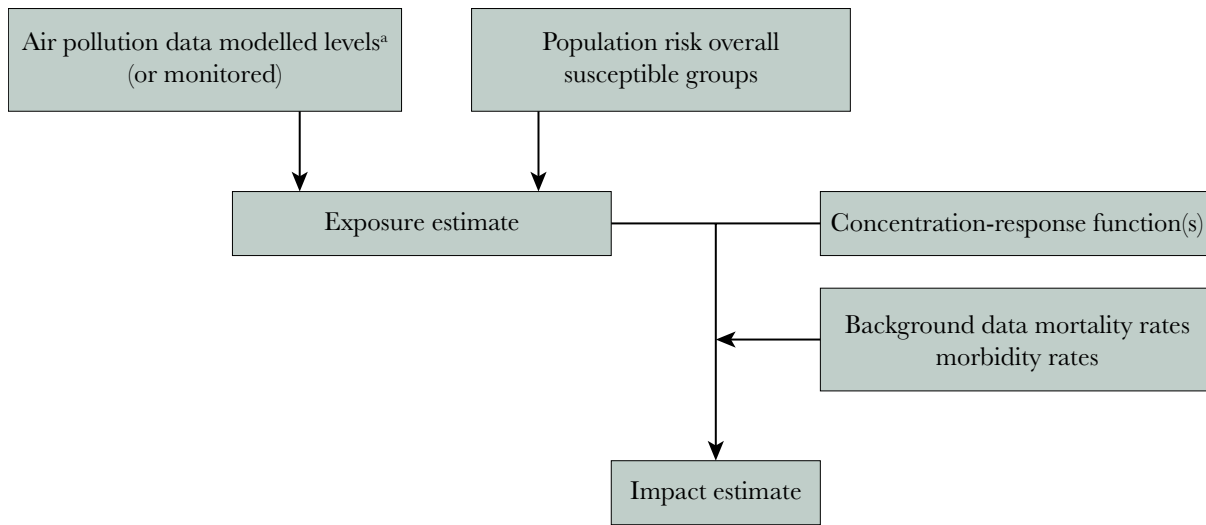 Air pollution data modelled levelsᵃ
(or monitored)
Population risk overall
susceptible groups
Exposure estimate
Concentration-response function(s)
Background data mortality rates
morbidity rates
Impact estimate